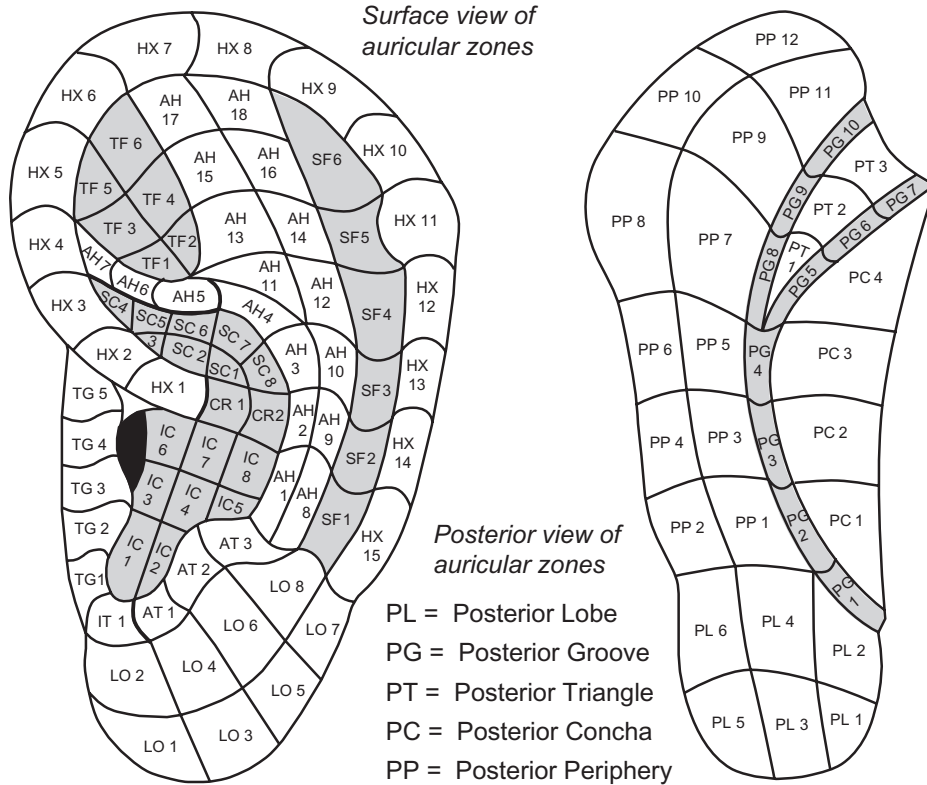 Surface view of
auricular zones
HX 7
HX 8
HX 6
HX 9
AH
17
AH
18
PP 12
PP 10
PP 11
TF 6
HX 10
PP 9
PG 10
HX 5
AH
15
AH
16
SF6
PT 3
TF 5
TF 4
PG9
PT 2
PG 7
HX 4
TF 3
TF2
AH
13
AH
14
SF5
HX 11
PP 8
PP 7
PG 6
AH7
TF1
PG8
PT
1
PG5
PC 4
AH6
AH5
AH
11
AH
12
HX
12
HX 3
SC4
SC5
SC 6
AH4
SF4
3
SC 7
HX 2
SC 2
SC1
SC 8
AH
3
AH
10
PP 6
PP 5
PG
4
PC 3
HX 1
SF3
HX
13
TG 5
CR 1
CR2
AH
2
AH
9
TG 4
IC
6
IC
7
IC
8
SF2
HX
14
PP 4
PP 3
PG
3
PC 2
TG 3
IC
3
IC
4
IC5
AH
1
AH
8
TG 2
SF1
HX
15
PP 2
PP 1
PG
2
PC 1
IC
1
IC
2
AT 3
TG1
AT 2
LO 8
PG
1
IT 1
AT 1
LO 6
LO 7
PL 6
PL 4
PL 2
LO 2
LO 4
LO 5
LO 1
LO 3
PL 5
PL 3
PL 1
Posterior view of
auricular zones
PL = Posterior Lobe
PG = Posterior Groove
PT = Posterior Triangle
PC = Posterior Concha
PP = Posterior Periphery